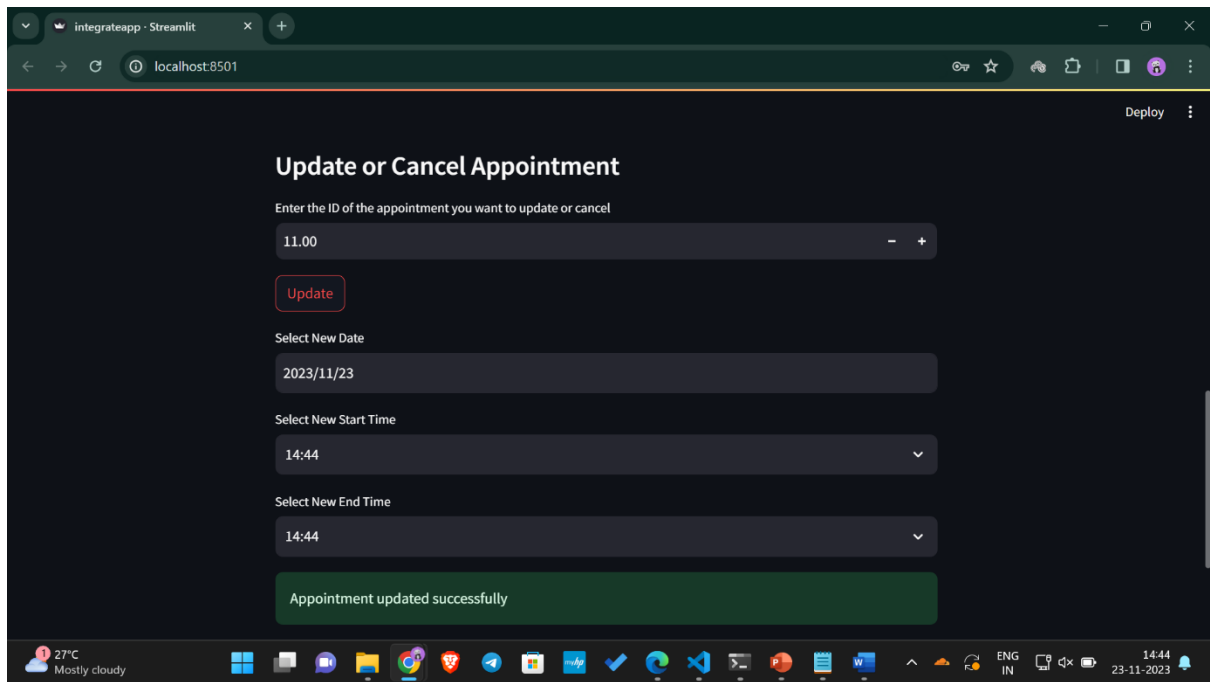 integrateapp · Streamlit
localhost:8501
Deploy
Update or Cancel Appointment
Enter the ID of the appointment you want to update or cancel
11.00
Update
Select New Date
2023/11/23
Select New Start Time
14:44
Select New End Time
14:44
Appointment updated successfully
1
27°C
Mostly cloudy
myhp
ENG
IN
14:44
23-11-2023